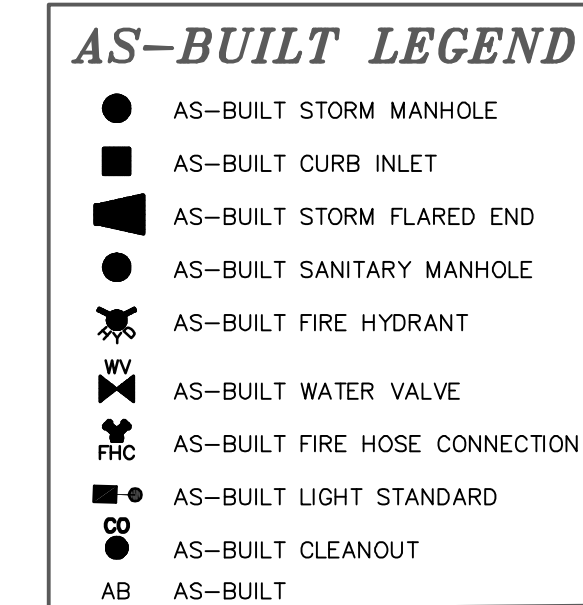 AS-BUILT LEGEND
AS-BUILT STORM MANHOLE
AS-BUILT CURB INLET
AS-BUILT STORM FLARED END
AS-BUILT SANITARY MANHOLE
HYD AS-BUILT FIRE HYDRANT
WV
AS-BUILT WATER VALVE
FHC AS-BUILT FIRE HOSE CONNECTION
AS-BUILT LIGHT STANDARD
CO
AS-BUILT CLEANOUT
AB AS-BUILT